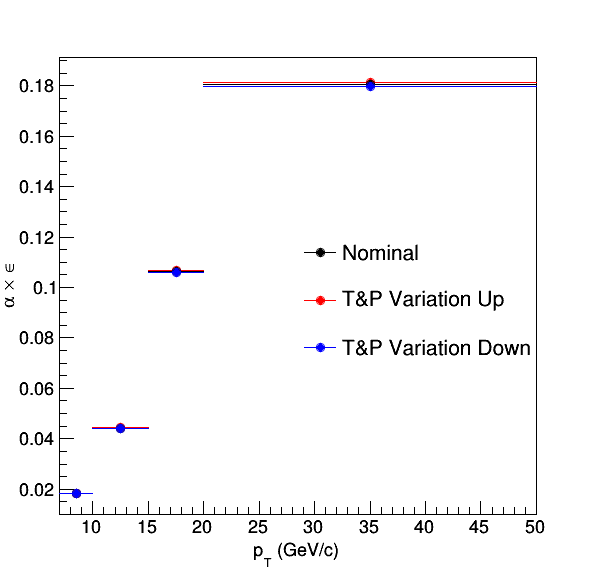 α × ϵ
0.18
0.16
0.14
0.12
0.1
0.08
0.06
0.04
0.02
Nominal
T&P Variation Up
T&P Variation Down
10 15 20 25 30 35 40 45 50
p_T (GeV/c)